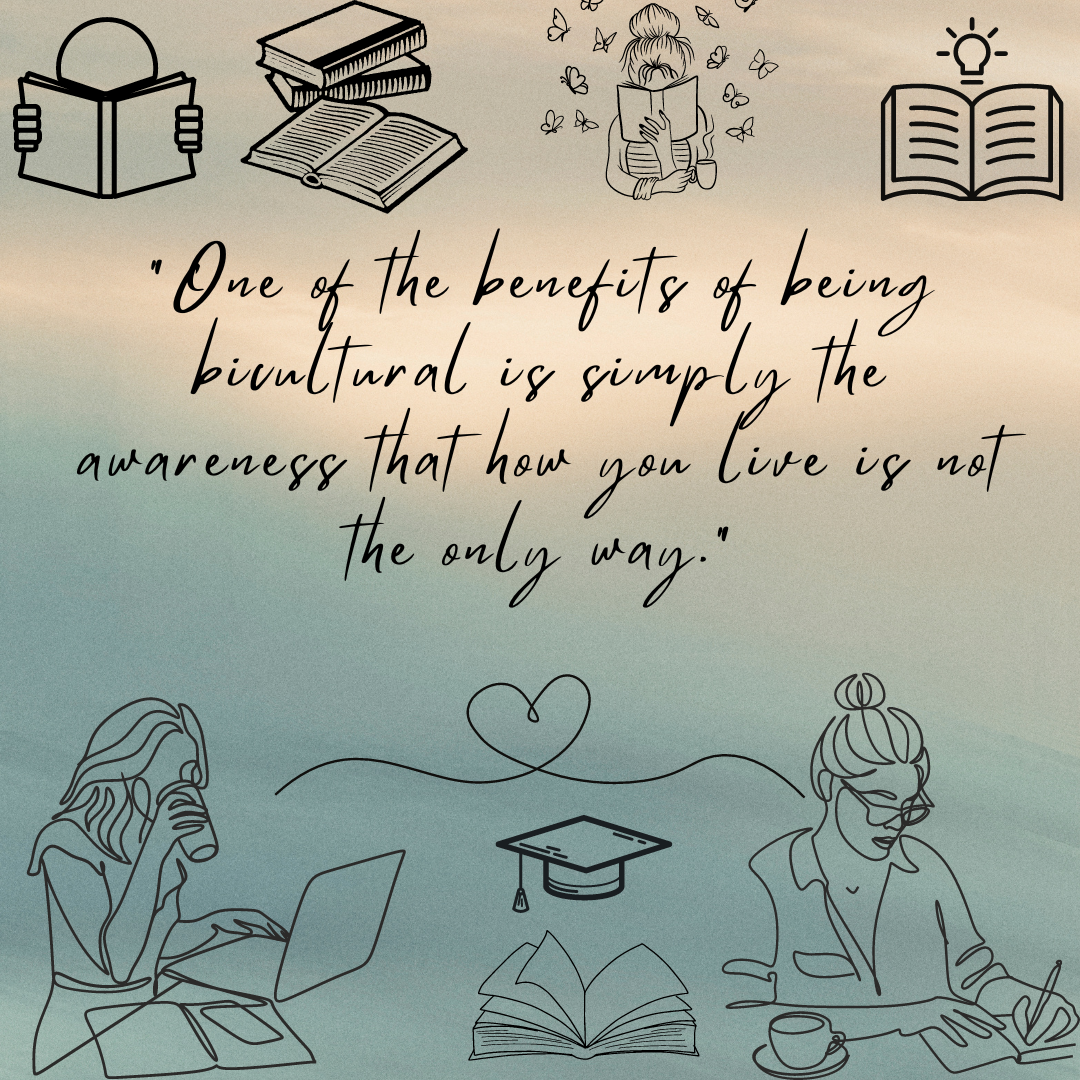 "One of the benefits of being
bicultural is simply the
awareness that how you live is not
the only way."